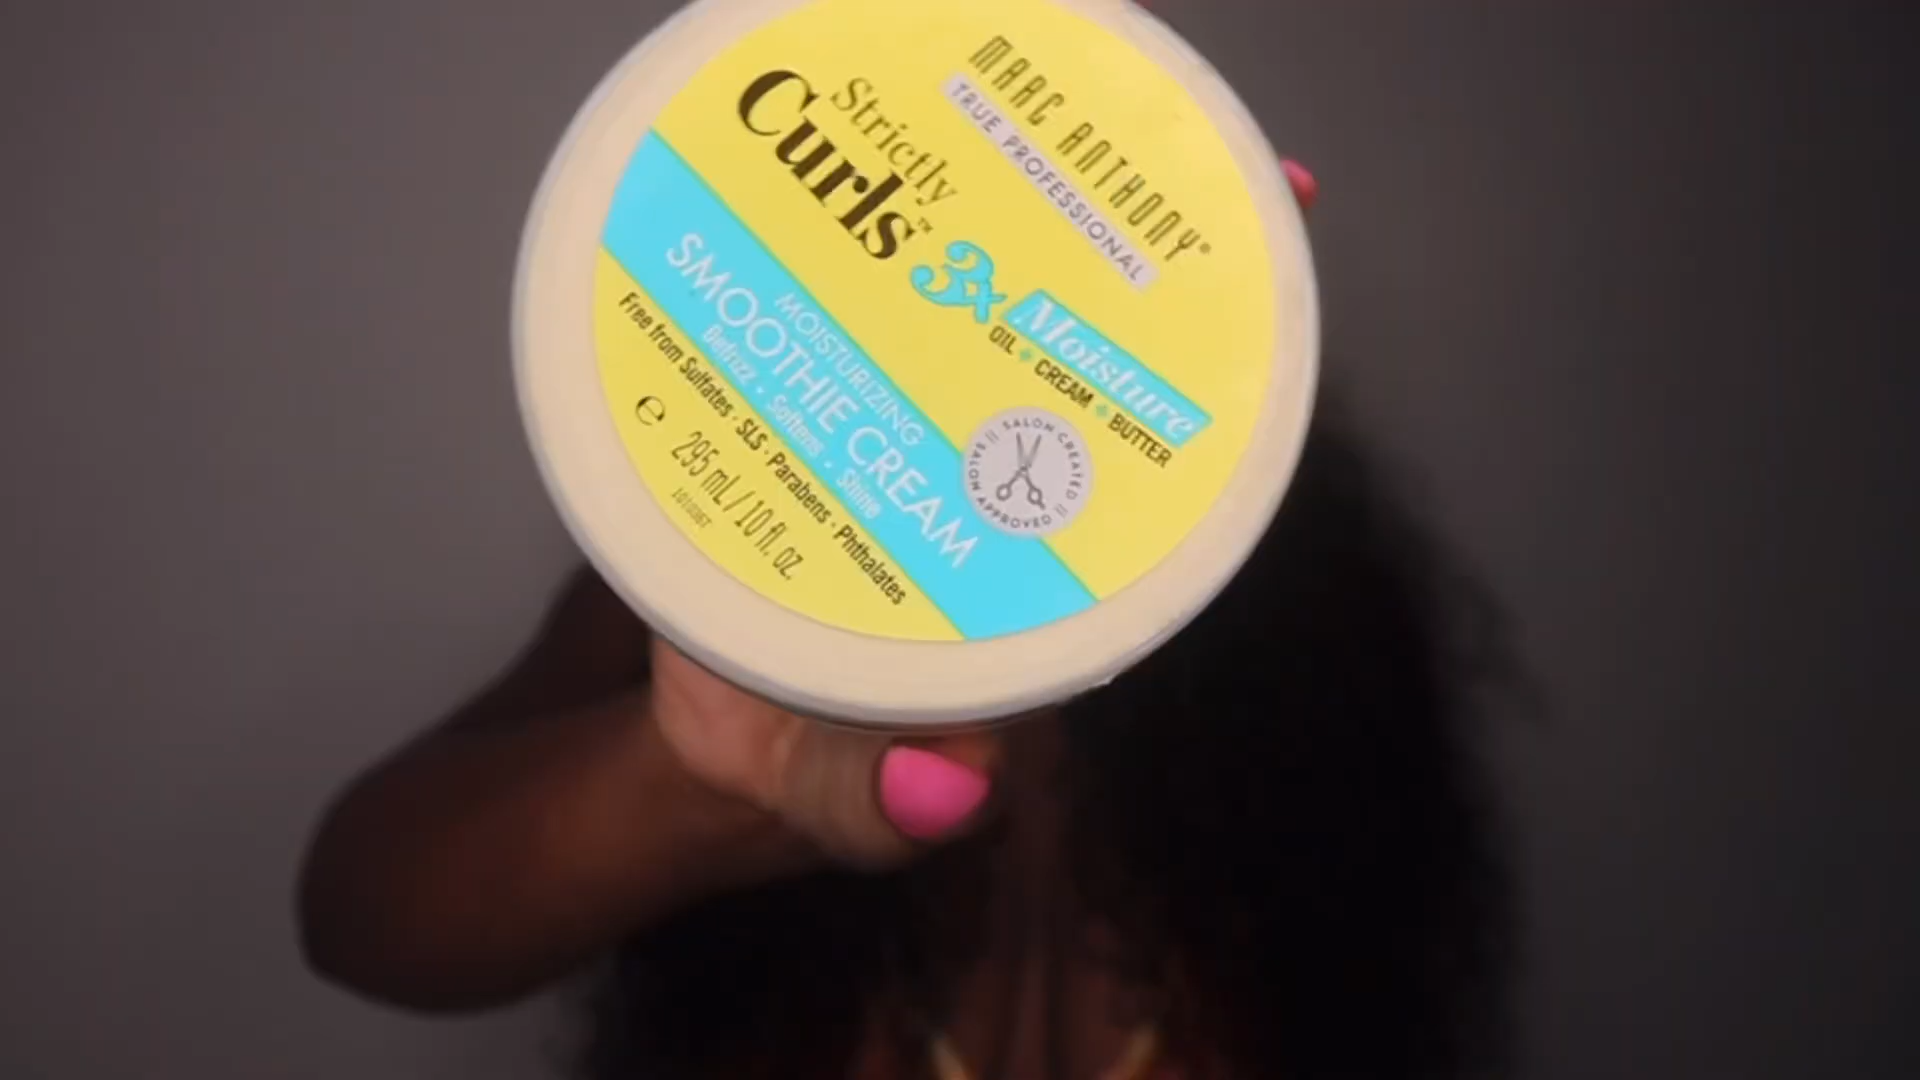 MARC ANTHONY®
TRUE PROFESSIONAL
Strictly
Curls™
3x Moisture
OIL + CREAM + BUTTER
SALON CREATED || SALON APPROVED ||
MOISTURIZING
SMOOTHIE CREAM
Defrizz • Softens • Shine
Free from Sulfates • SLS • Parabens • Phthalates
e 295 mL / 10 fl. oz.